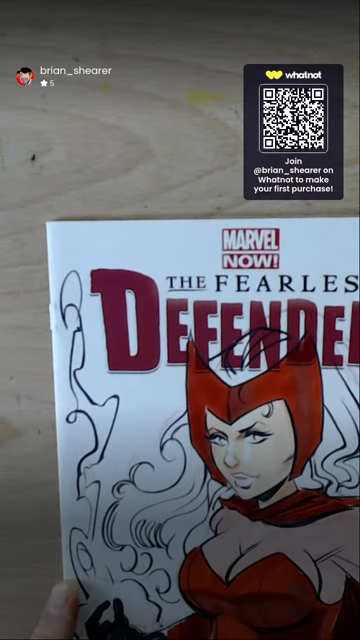 brian_shearer
★5
whatnot
Join
@brian_shearer on
Whatnot to make
your first purchase!
MARVEL
NOW!
THE FEARLES
DEFENDE